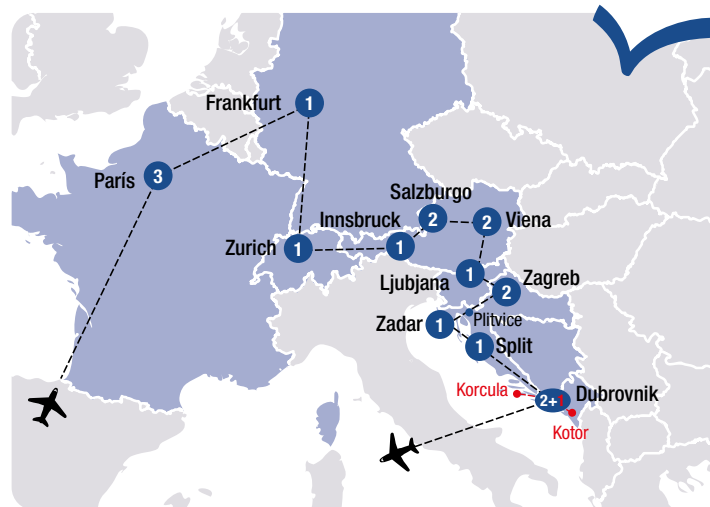 Frankfurt
1
París
3
Salzburgo
2
2
Viena
Innsbruck
1
Zurich
1
Ljubjana
1
Zagreb
2
Plitvice
Zadar
1
1
Split
Korcula
2+1
Dubrovnik
Kotor